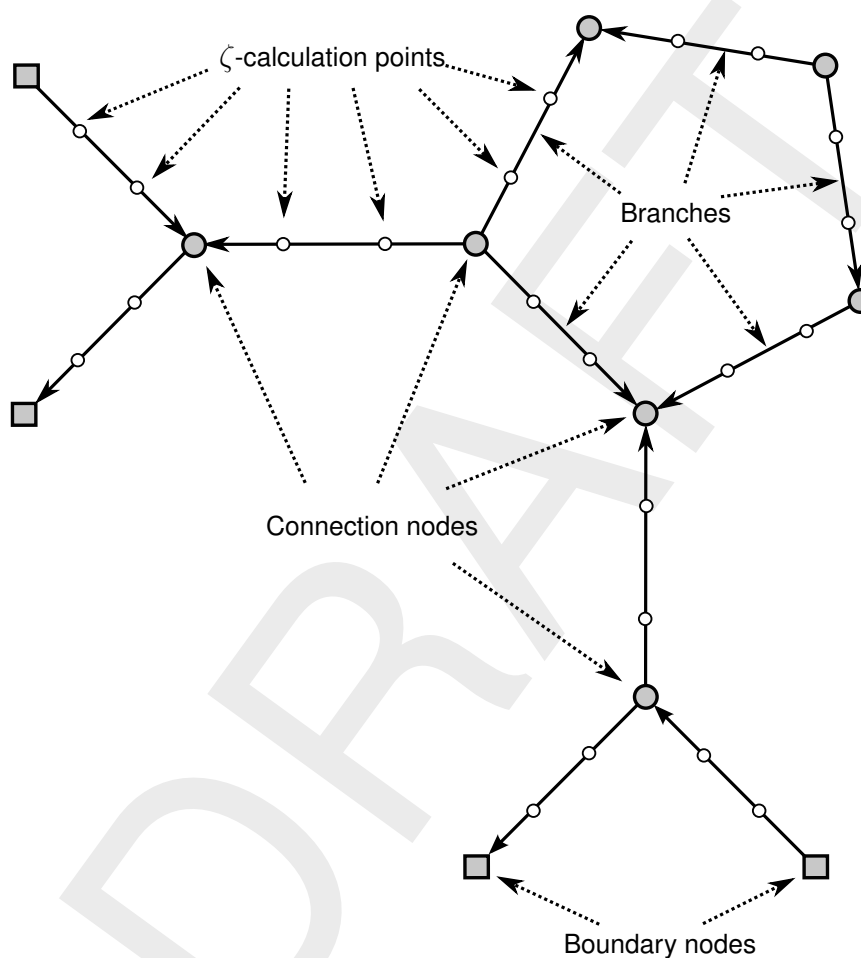 ζ-calculation points
Branches
Connection nodes
Boundary nodes
DRAFT